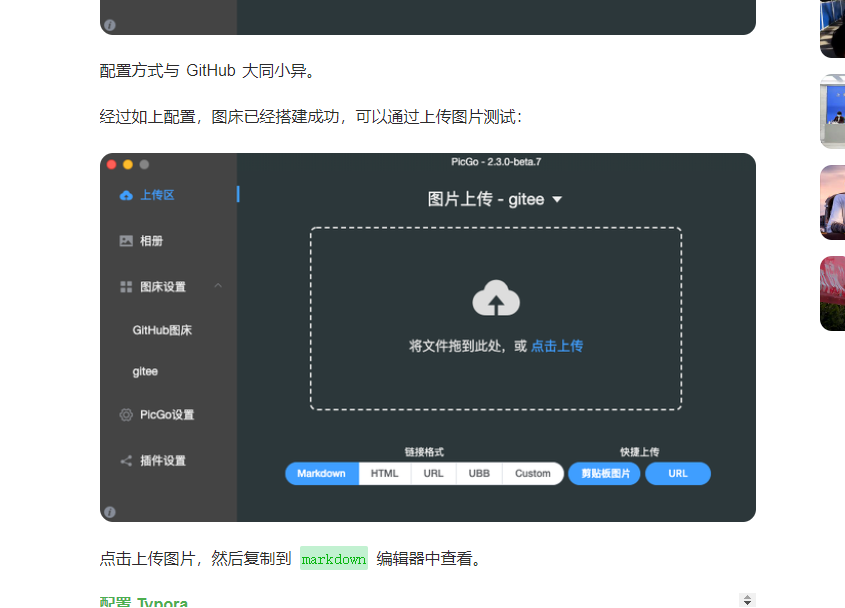 配置方式与 GitHub 大同小异。
经过如上配置，图床已经搭建成功，可以通过上传图片测试：
PicGo - 2.3.0-beta.7
上传区
图片上传 - gitee
相册
图床设置
GitHub图床
将文件拖到此处，或 点击上传
gitee
PicGo设置
链接格式 快捷上传
插件设置
Markdown HTML URL UBB Custom 剪贴板图片 URL
点击上传图片，然后复制到 markdown 编辑器中查看。
配置 Typora